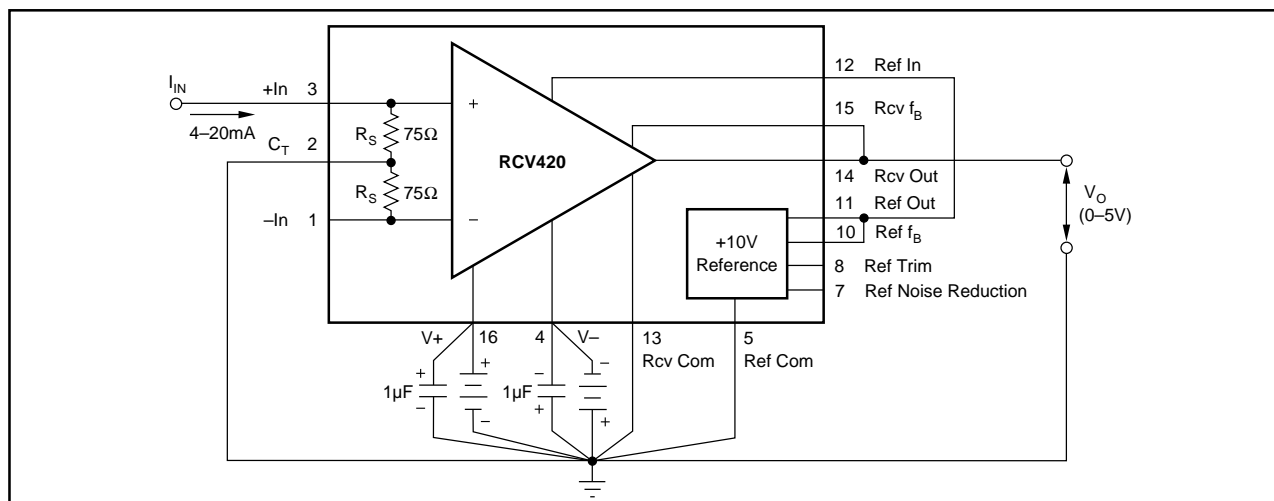 I_IN
4–20mA
+In 3
C_T 2
–In 1
R_S 75Ω
R_S 75Ω
+
–
RCV420
12 Ref In
15 Rcv f_B
14 Rcv Out
11 Ref Out
10 Ref f_B
8 Ref Trim
7 Ref Noise Reduction
+10V
Reference
V_O
(0–5V)
V+ 16
4 V–
13
Rcv Com
5
Ref Com
+
1µF
–
+
–
–
1µF
+
–
+